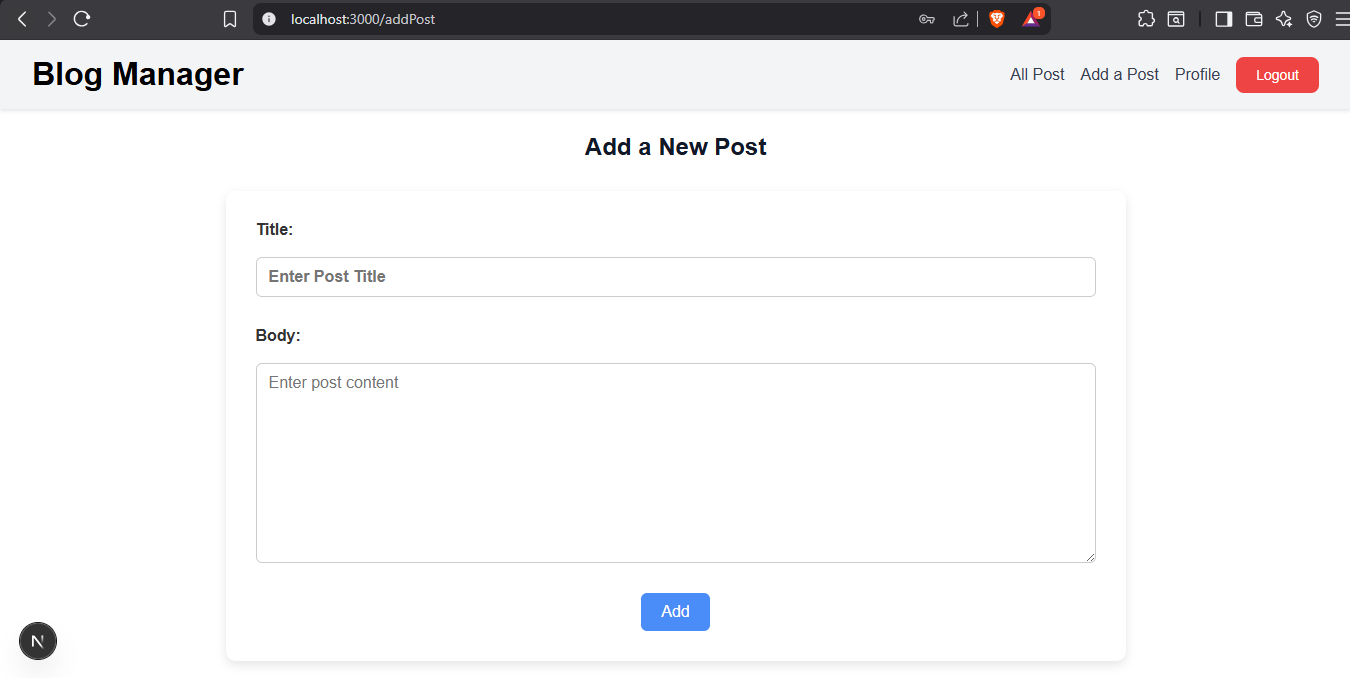 localhost:3000/addPost
1
Blog Manager
All Post Add a Post Profile Logout
Add a New Post
Title:
Enter Post Title
Body:
Enter post content
Add
N